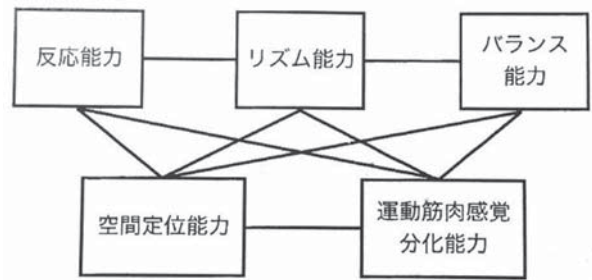 反応能力
リズム能力
バランス
能力
空間定位能力
運動筋肉感覚
分化能力